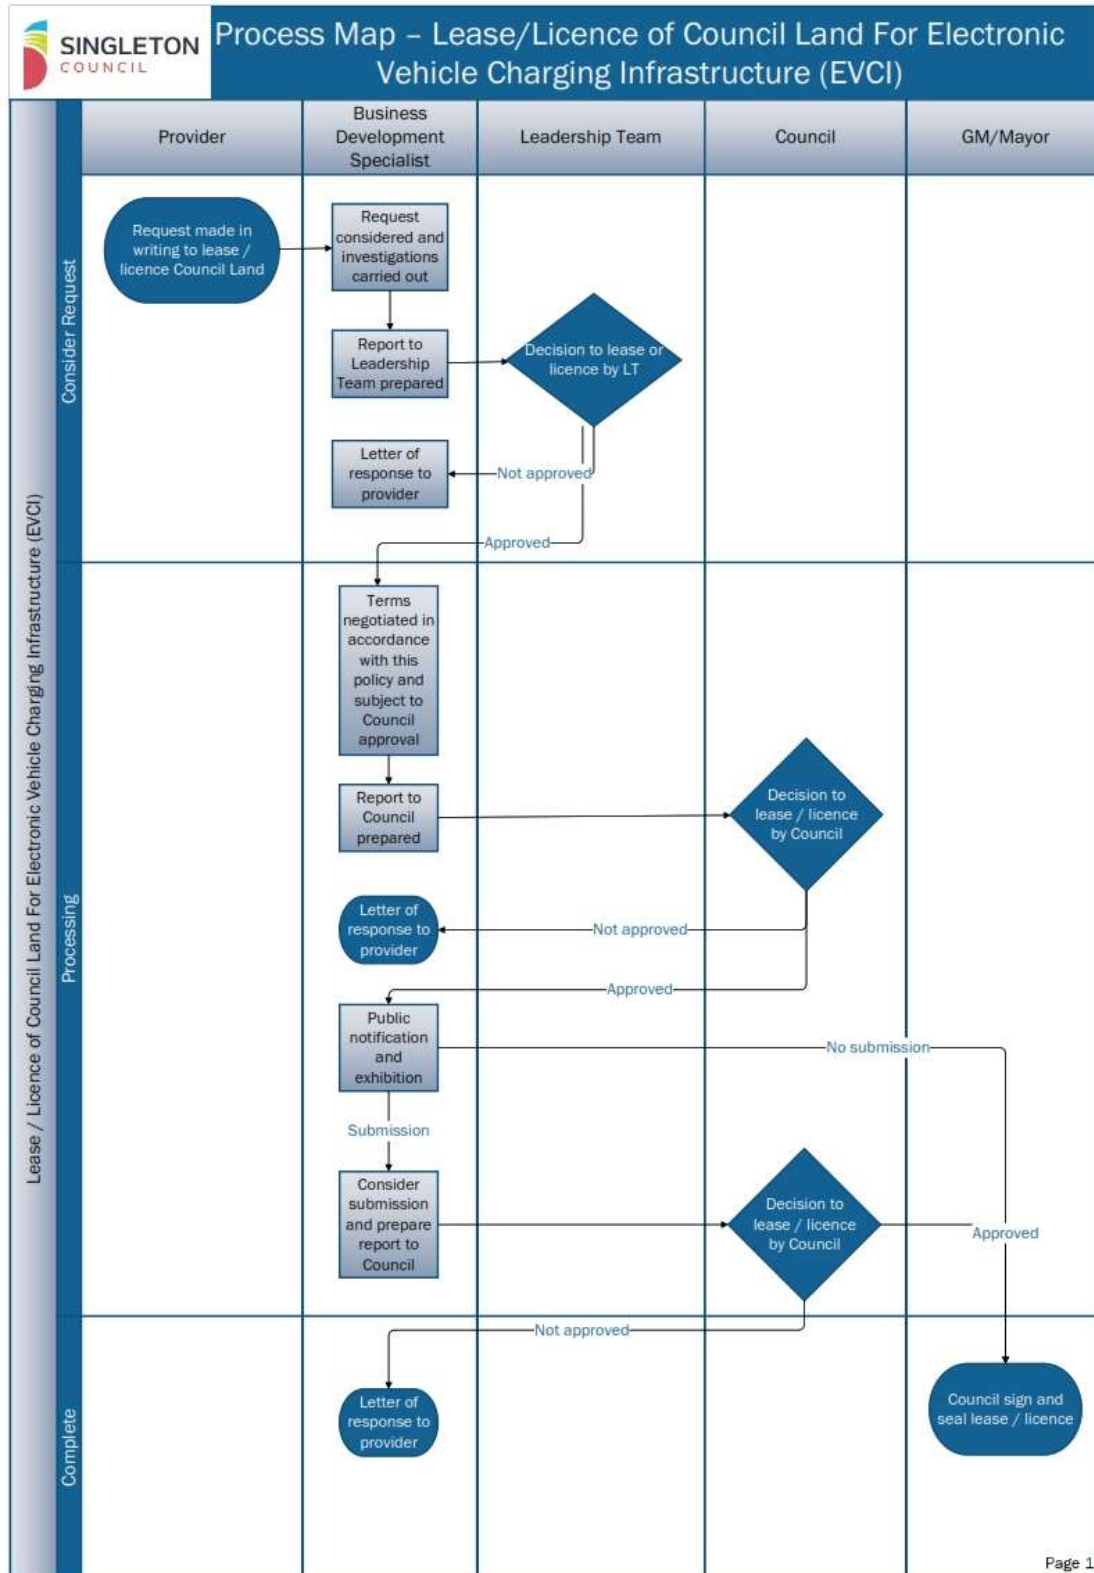 SINGLETON
COUNCIL
Process Map – Lease/Licence of Council Land For Electronic
Vehicle Charging Infrastructure (EVCI)
Provider
Business
Development
Specialist
Leadership Team
Council
GM/Mayor
Lease / Licence of Council Land For Electronic Vehicle Charging Infrastructure (EVCI)
Consider Request
Request made in
writing to lease /
licence Council Land
Request
considered and
investigations
carried out
Report to
Leadership
Team prepared
Decision to lease or
licence by LT
Letter of
response to
provider
Not approved
Approved
Processing
Terms
negotiated in
accordance
with this
policy and
subject to
Council
approval
Report to
Council
prepared
Decision to
lease / licence
by Council
Letter of
response to
provider
Not approved
Approved
Public
notification
and
exhibition
No submission
Submission
Consider
submission
and prepare
report to
Council
Decision to
lease / licence
by Council
Approved
Complete
Not approved
Letter of
response to
provider
Council sign and
seal lease / licence
Page 1